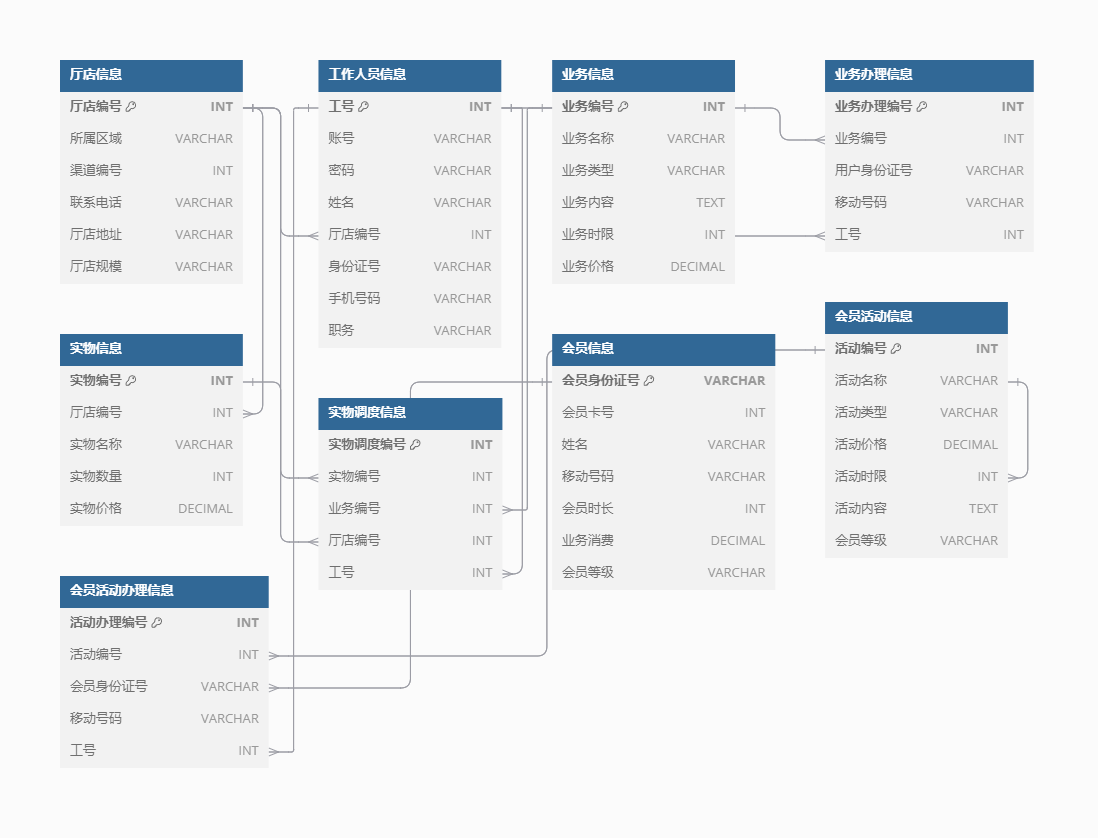 厅店信息
厅店编号 INT
所属区域 VARCHAR
渠道编号 INT
联系电话 VARCHAR
厅店地址 VARCHAR
厅店规模 VARCHAR
工作人员信息
工号 INT
账号 VARCHAR
密码 VARCHAR
姓名 VARCHAR
厅店编号 INT
身份证号 VARCHAR
手机号码 VARCHAR
职务 VARCHAR
业务信息
业务编号 INT
业务名称 VARCHAR
业务类型 VARCHAR
业务内容 TEXT
业务时限 INT
业务价格 DECIMAL
业务办理信息
业务办理编号 INT
业务编号 INT
用户身份证号 VARCHAR
移动号码 VARCHAR
工号 INT
实物信息
实物编号 INT
厅店编号 INT
实物名称 VARCHAR
实物数量 INT
实物价格 DECIMAL
实物调度信息
实物调度编号 INT
实物编号 INT
业务编号 INT
厅店编号 INT
工号 INT
会员信息
会员身份证号 VARCHAR
会员卡号 INT
姓名 VARCHAR
移动号码 VARCHAR
会员时长 INT
业务消费 DECIMAL
会员等级 VARCHAR
会员活动信息
活动编号 INT
活动名称 VARCHAR
活动类型 VARCHAR
活动价格 DECIMAL
活动时限 INT
活动内容 TEXT
会员等级 VARCHAR
会员活动办理信息
活动办理编号 INT
活动编号 INT
会员身份证号 VARCHAR
移动号码 VARCHAR
工号 INT